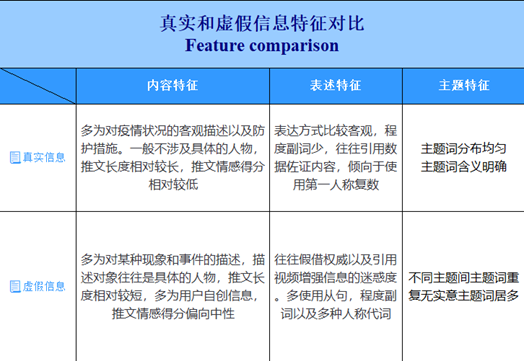 真实和虚假信息特征对比
Feature comparison
内容特征
表述特征
主题特征
真实信息
多为对疫情状况的客观描述以及防
护措施。一般不涉及具体的人物，
推文长度相对较长，推文情感得分
相对较低
表达方式比较客观，程
度副词少，往往引用数
据佐证内容，倾向于使
用第一人称复数
主题词分布均匀
主题词含义明确
虚假信息
多为对某种现象和事件的描述，描
述对象往往是具体的人物，推文长
度相对较短，多为用户自创信息，
推文情感得分偏向中性
往往假借权威以及引用
视频增强信息的迷惑度
。多使用从句，程度副
词以及多种人称代词
不同主题间主题词重
复无实意主题词居多